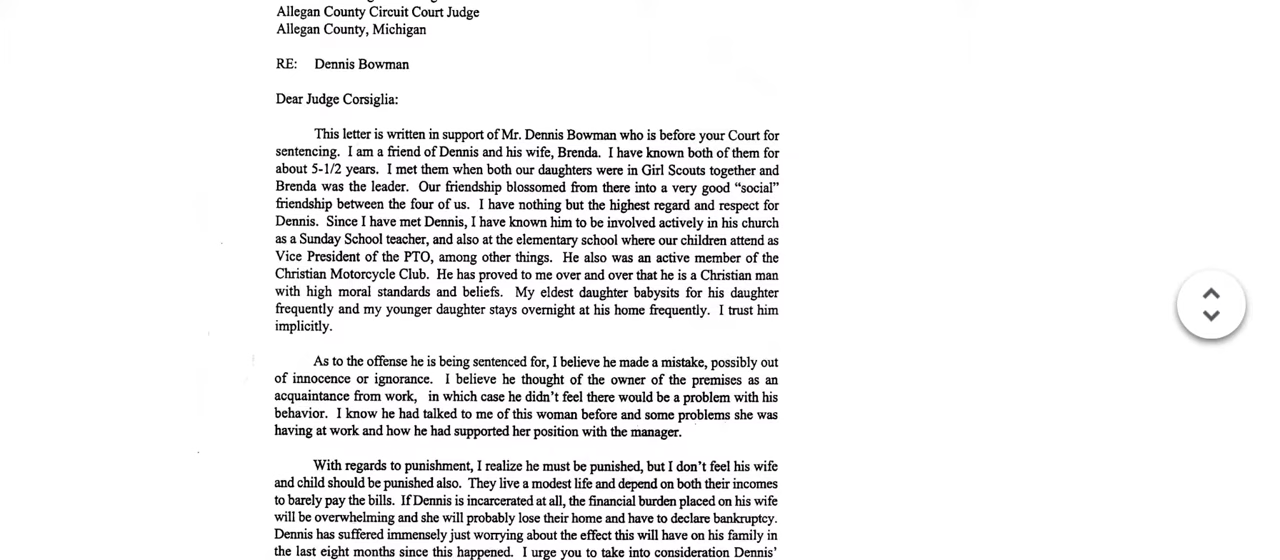 Allegan County Circuit Court Judge
Allegan County, Michigan
RE: Dennis Bowman
Dear Judge Corsiglia:
This letter is written in support of Mr. Dennis Bowman who is before your Court for
sentencing. I am a friend of Dennis and his wife, Brenda. I have known both of them for
about 5-1/2 years. I met them when both our daughters were in Girl Scouts together and
Brenda was the leader. Our friendship blossomed from there into a very good “social”
friendship between the four of us. I have nothing but the highest regard and respect for
Dennis. Since I have met Dennis, I have known him to be involved actively in his church
as a Sunday School teacher, and also at the elementary school where our children attend as
Vice President of the PTO, among other things. He also was an active member of the
Christian Motorcycle Club. He has proved to me over and over that he is a Christian man
with high moral standards and beliefs. My eldest daughter babysits for his daughter
frequently and my younger daughter stays overnight at his home frequently. I trust him
implicitly.
As to the offense he is being sentenced for, I believe he made a mistake, possibly out
of innocence or ignorance. I believe he thought of the owner of the premises as an
acquaintance from work, in which case he didn’t feel there would be a problem with his
behavior. I know he had talked to me of this woman before and some problems she was
having at work and how he had supported her position with the manager.
With regards to punishment, I realize he must be punished, but I don’t feel his wife
and child should be punished also. They live a modest life and depend on both their incomes
to barely pay the bills. If Dennis is incarcerated at all, the financial burden placed on his wife
will be overwhelming and she will probably lose their home and have to declare bankruptcy.
Dennis has suffered immensely just worrying about the effect this will have on his family in
the last eight months since this happened. I urge you to take into consideration Dennis’